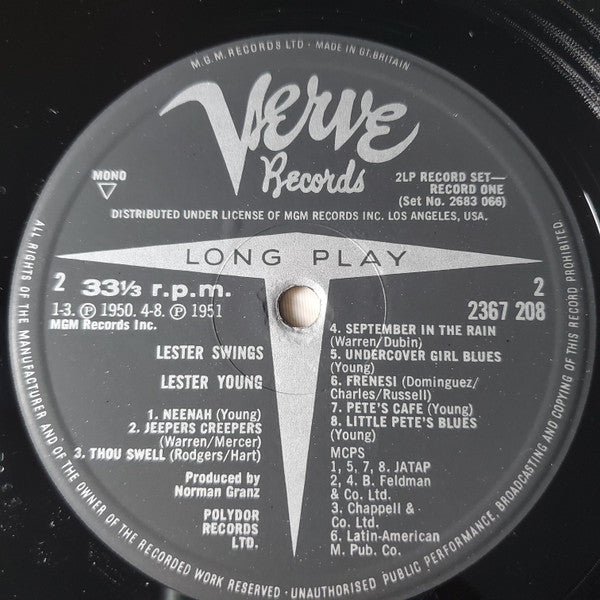 M.G.M. RECORDS LTD · MADE IN GT. BRITAIN
Verve
Records
MONO
2LP RECORD SET—
RECORD ONE
(Set No. 2683 066)
DISTRIBUTED UNDER LICENSE OF MGM RECORDS INC. LOS ANGELES, USA.
LONG PLAY
2 33⅓ r.p.m.
1-3. Ⓟ 1950. 4-8. Ⓟ 1951
MGM Records Inc.
2
2367 208
LESTER SWINGS
LESTER YOUNG
1. NEENAH (Young)
2. JEEPERS CREEPERS
(Warren/Mercer)
3. THOU SWELL (Rodgers/Hart)
Produced by
Norman Granz
POLYDOR
RECORDS
LTD.
4. SEPTEMBER IN THE RAIN
(Warren/Dubin)
5. UNDERCOVER GIRL BLUES
(Young)
6. FRENESI (Dominguez/
Charles/Russell)
7. PETE'S CAFE (Young)
8. LITTLE PETE'S BLUES
(Young)
MCPS
1, 5, 7, 8. JATAP
2, 4. B. Feldman
& Co. Ltd.
3. Chappell &
Co. Ltd.
6. Latin-American
M. Pub. Co.
ALL RIGHTS OF THE MANUFACTURER AND OF THE OWNER OF THE RECORDED WORK RESERVED · UNAUTHORISED PUBLIC PERFORMANCE, BROADCASTING AND COPYING OF THIS RECORD PROHIBITED.